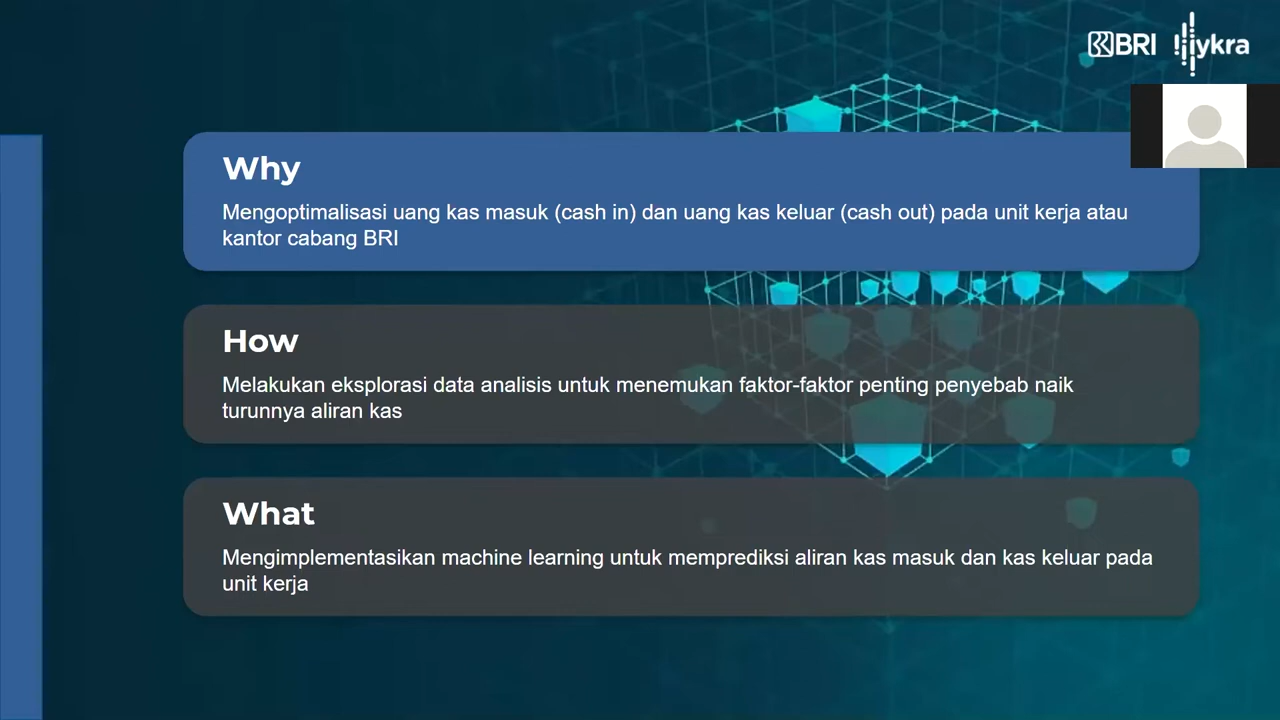 BRI ykra
Why
Mengoptimalisasi uang kas masuk (cash in) dan uang kas keluar (cash out) pada unit kerja atau
kantor cabang BRI
How
Melakukan eksplorasi data analisis untuk menemukan faktor-faktor penting penyebab naik
turunnya aliran kas
What
Mengimplementasikan machine learning untuk memprediksi aliran kas masuk dan kas keluar pada
unit kerja